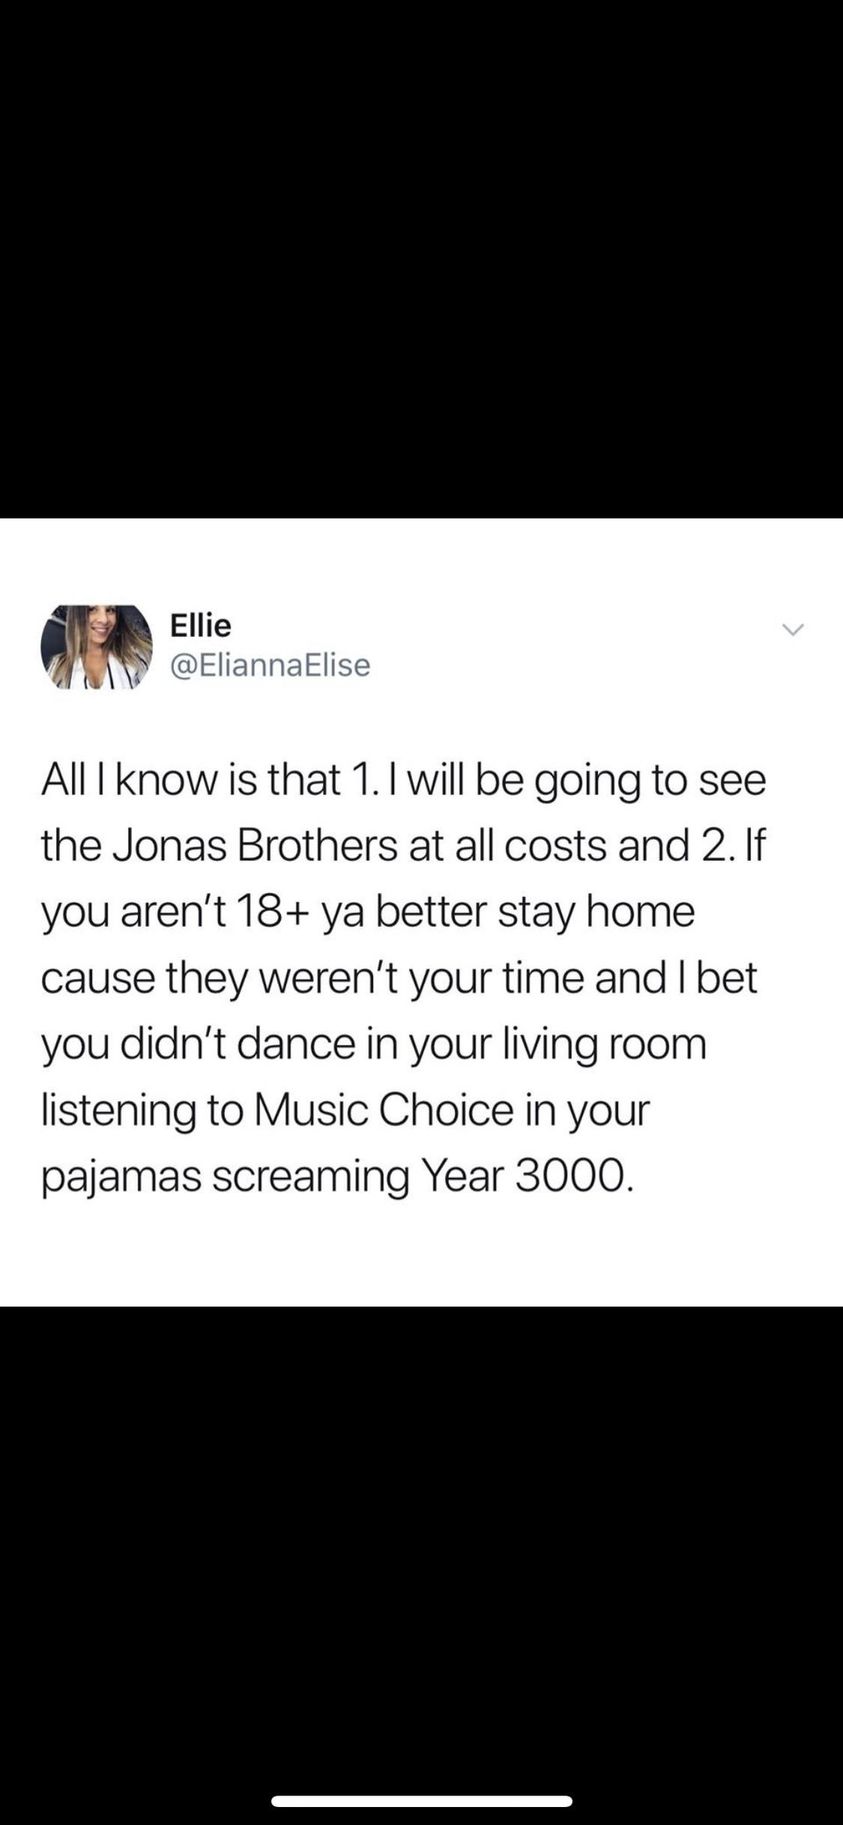 Ellie
@EliannaElise
All I know is that 1. I will be going to see
the Jonas Brothers at all costs and 2. If
you aren’t 18+ ya better stay home
cause they weren’t your time and I bet
you didn’t dance in your living room
listening to Music Choice in your
pajamas screaming Year 3000.